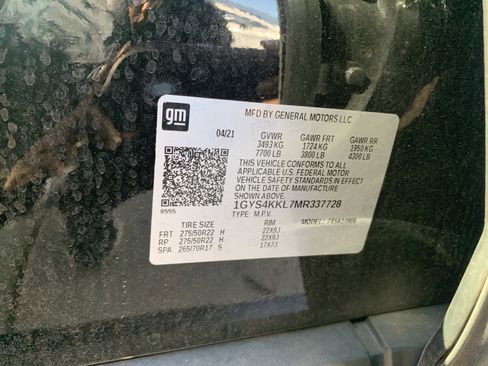 gm
MFD BY GENERAL MOTORS LLC
04/21 GVWR GAWR FRT GAWR RR
3493 KG 1724 KG 1950 KG
7700 LB 3800 LB 4300 LB
THIS VEHICLE CONFORMS TO ALL
APPLICABLE U.S. FEDERAL MOTOR
VEHICLE SAFETY STANDARDS IN EFFECT
ON THE DATE OF MANUFACTURE
SHOWN ABOVE.
8555 1GYS4KKL7MR337728
TYPE: M.P.V. MODEL:
TIRE SIZE RIM
FRT 275/50R22 H 22X9J
RP 275/50R22 H 22X9J
SPA 265/70R17 S 17X7J